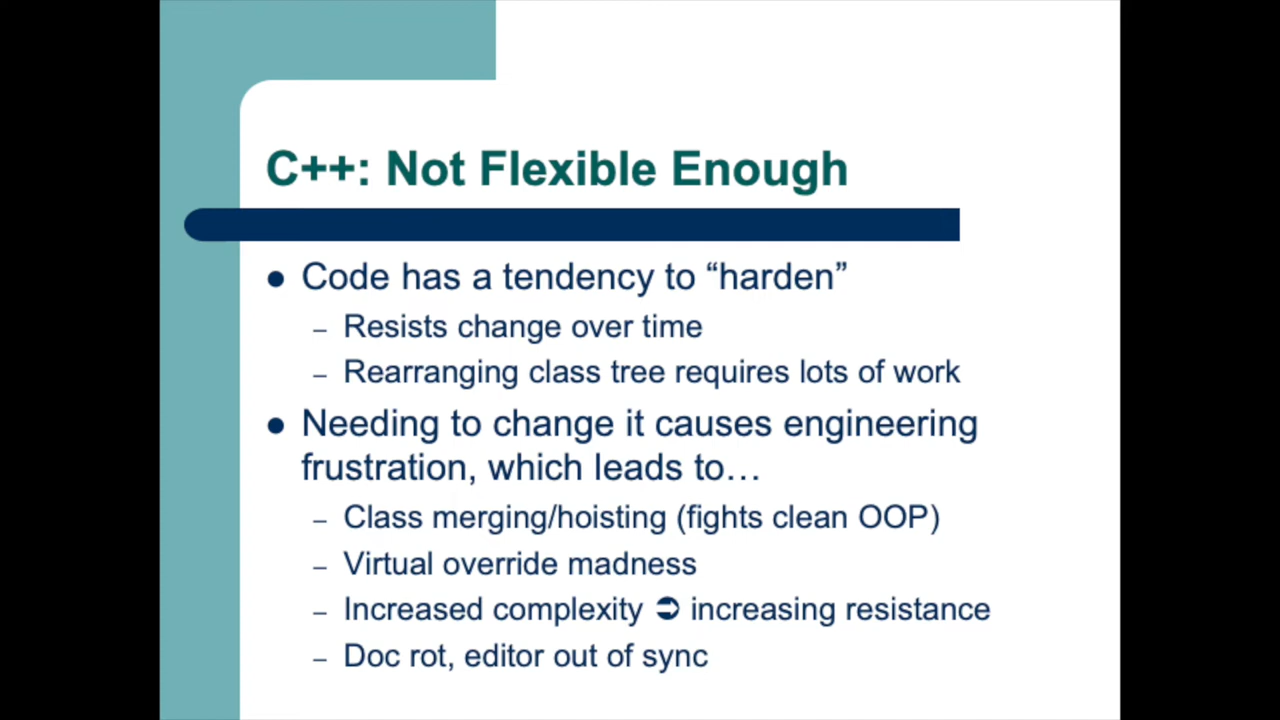 C++: Not Flexible Enough
● Code has a tendency to “harden”
– Resists change over time
– Rearranging class tree requires lots of work
● Needing to change it causes engineering
frustration, which leads to…
– Class merging/hoisting (fights clean OOP)
– Virtual override madness
– Increased complexity ➲ increasing resistance
– Doc rot, editor out of sync